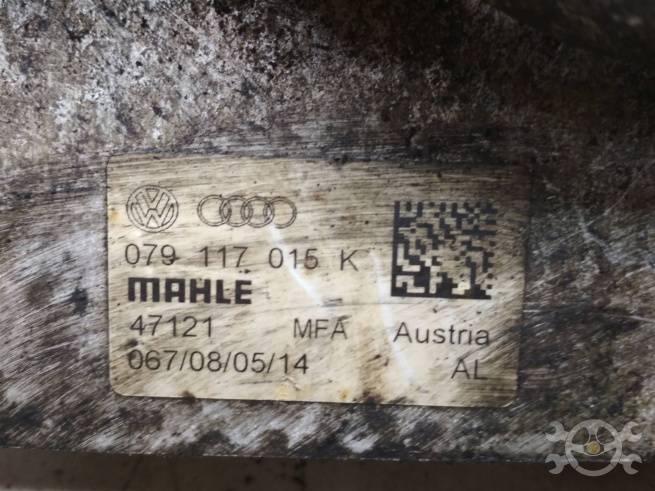 079 117 015 K
MAHLE
47121 MFA Austria
067/08/05/14 AL